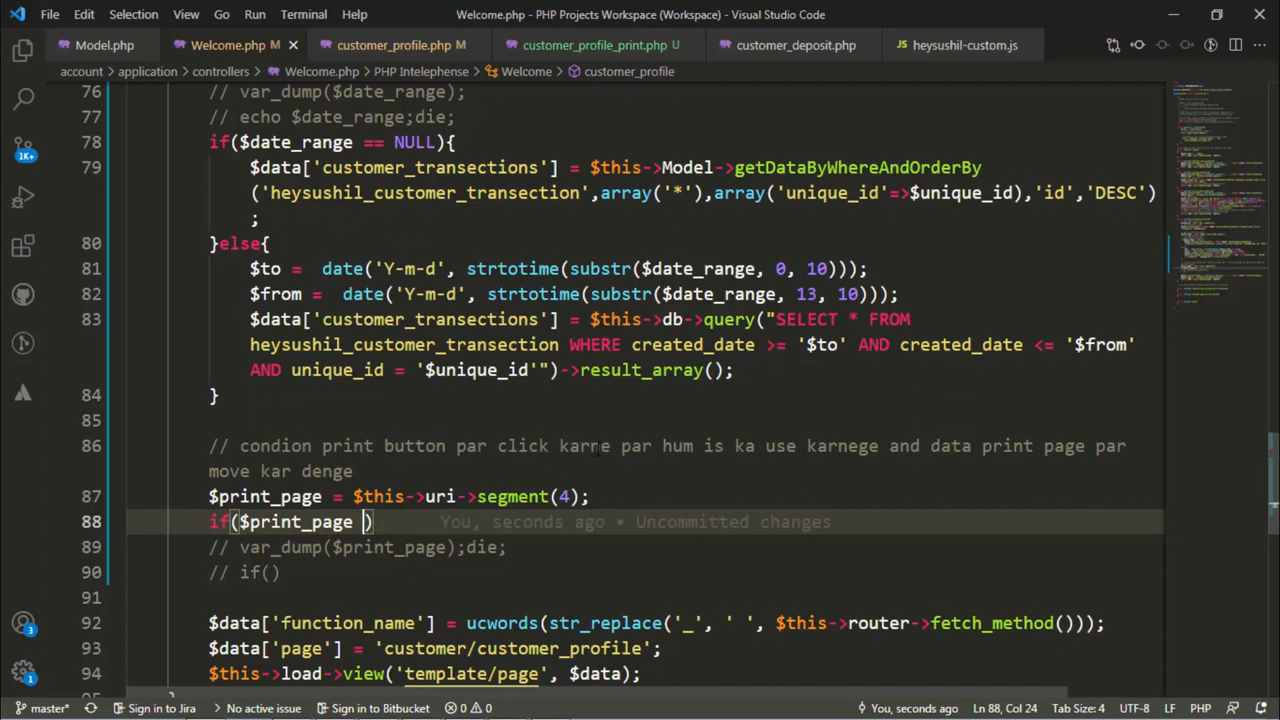 File Edit Selection View Go Run Terminal Help Welcome.php - PHP Projects Workspace (Workspace) - Visual Studio Code
Model.php Welcome.php M customer_profile.php M customer_profile_print.php U customer_deposit.php JS heysushil-custom.js
account application controllers Welcome.php PHP Intelephense Welcome customer_profile
76 // var_dump($date_range);
77 // echo $date_range;die;
78 if($date_range == NULL){
79 $data['customer_transections'] = $this->Model->getDataByWhereAndOrderBy
('heysushil_customer_transection',array('*'),array('unique_id'=>$unique_id),'id','DESC')
;
80 }else{
81 $to = date('Y-m-d', strtotime(substr($date_range, 0, 10)));
82 $from = date('Y-m-d', strtotime(substr($date_range, 13, 10)));
83 $data['customer_transections'] = $this->db->query("SELECT * FROM
heysushil_customer_transection WHERE created_date >= '$to' AND created_date <= '$from'
AND unique_id = '$unique_id'")->result_array();
84 }
85
86 // condion print button par click karne par hum is ka use karnege and data print page par
move kar denge
87 $print_page = $this->uri->segment(4);
88 if($print_page ) You, seconds ago • Uncommitted changes
89 // var_dump($print_page);die;
90 // if()
91
92 $data['function_name'] = ucwords(str_replace('_', ' ', $this->router->fetch_method()));
93 $data['page'] = 'customer/customer_profile';
94 $this->load->view('template/page', $data);
95 }
1K+
3
1
master* Sign in to Jira No active issue Sign in to Bitbucket 0 0 You, seconds ago Ln 88, Col 24 Tab Size: 4 UTF-8 LF PHP